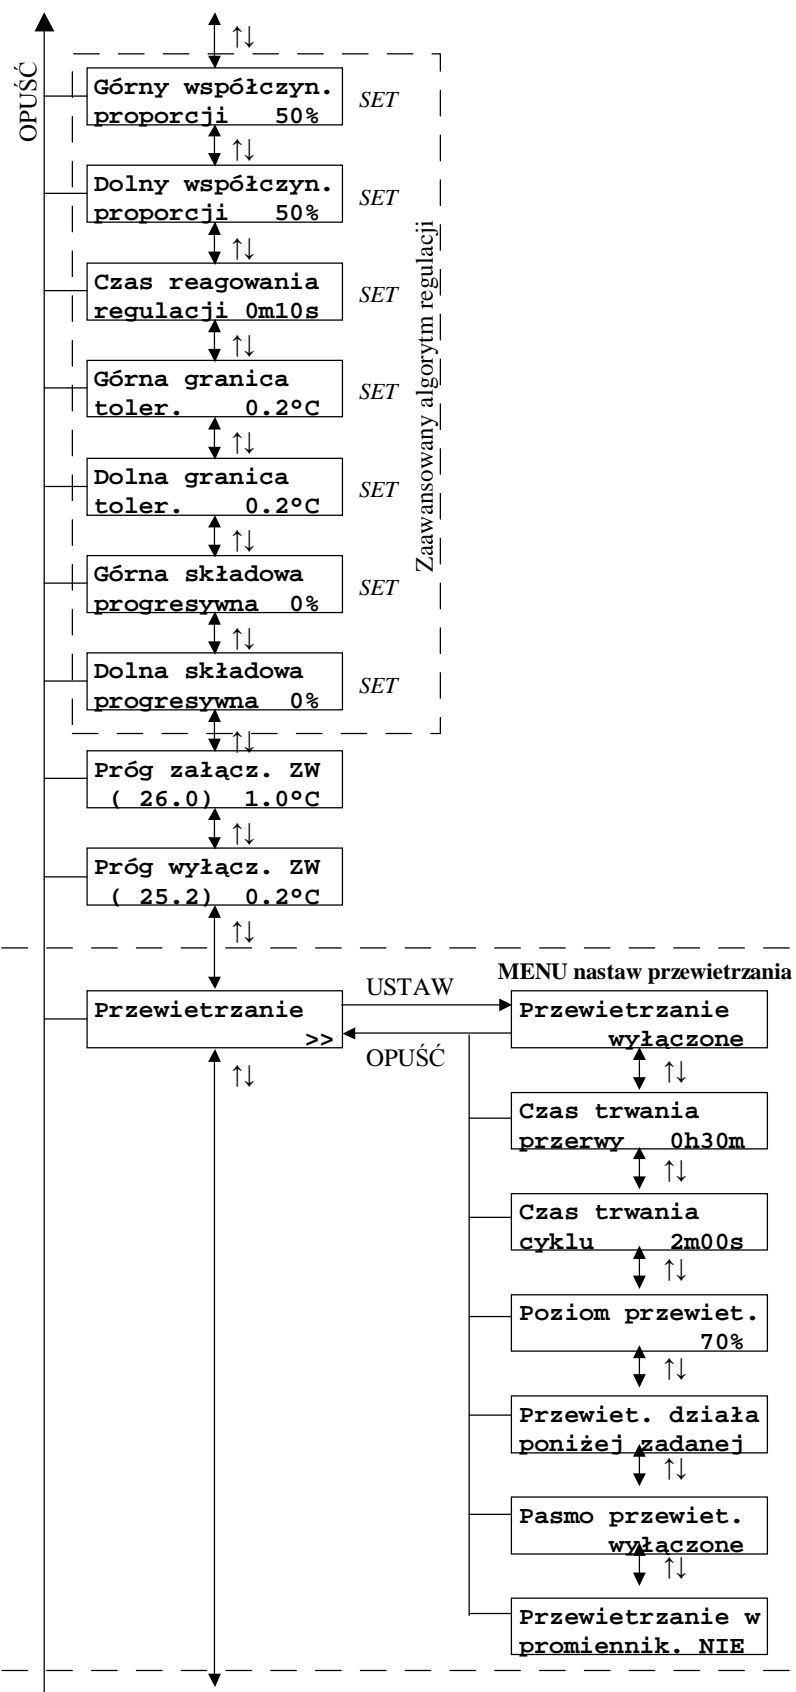 ↑↓
OPUŚĆ
Górny współczyn.
proporcji 50%
SET
↑↓
Dolny współczyn.
proporcji 50%
SET
↑↓
Czas reagowania
regulacji 0m10s
SET
↑↓
Górna granica
toler. 0.2°C
SET
↑↓
Dolna granica
toler. 0.2°C
SET
↑↓
Górna składowa
progresywna 0%
SET
↑↓
Dolna składowa
progresywna 0%
SET
Zaawansowany algorytm regulacji
↑↓
Próg załącz. ZW
( 26.0) 1.0°C
↑↓
Próg wyłącz. ZW
( 25.2) 0.2°C
↑↓
Przewietrzanie
>>
USTAW
OPUŚĆ
↑↓
MENU nastaw przewietrzania
Przewietrzanie
wyłączone
↑↓
Czas trwania
przerwy 0h30m
↑↓
Czas trwania
cyklu 2m00s
↑↓
Poziom przewiet.
70%
↑↓
Przewiet. działa
poniżej zadanej
↑↓
Pasmo przewiet.
wyłączone
↑↓
Przewietrzanie w
promiennik. NIE